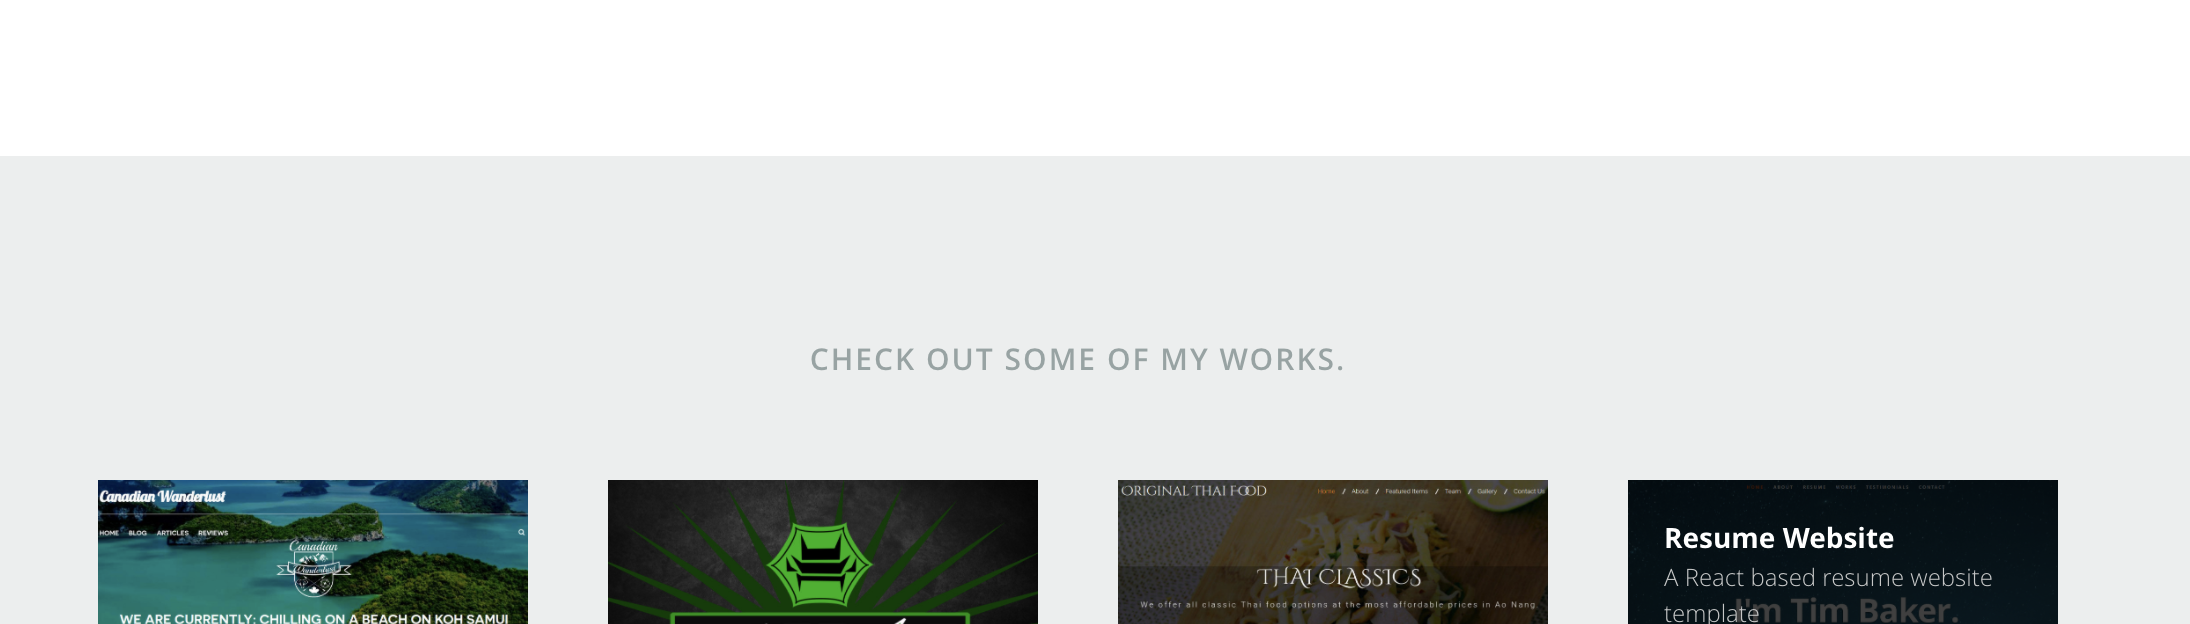 CHECK OUT SOME OF MY WORKS.
Canadian Wanderlust
HOME BLOG ARTICLES REVIEWS
Canadian
Wanderlust
WE ARE CURRENTLY: CHILLING ON A BEACH ON KOH SAMUI
ORIGINAL THAI FOOD
Home / About / Featured Items / Team / Gallery / Contact Us
THAI CLASSICS
We offer all classic Thai food options at the most affordable prices in Ao Nang.
HOME ABOUT RESUME WORKS TESTIMONIALS CONTACT
Resume Website
A React based resume website
template
I'm Tim Baker.